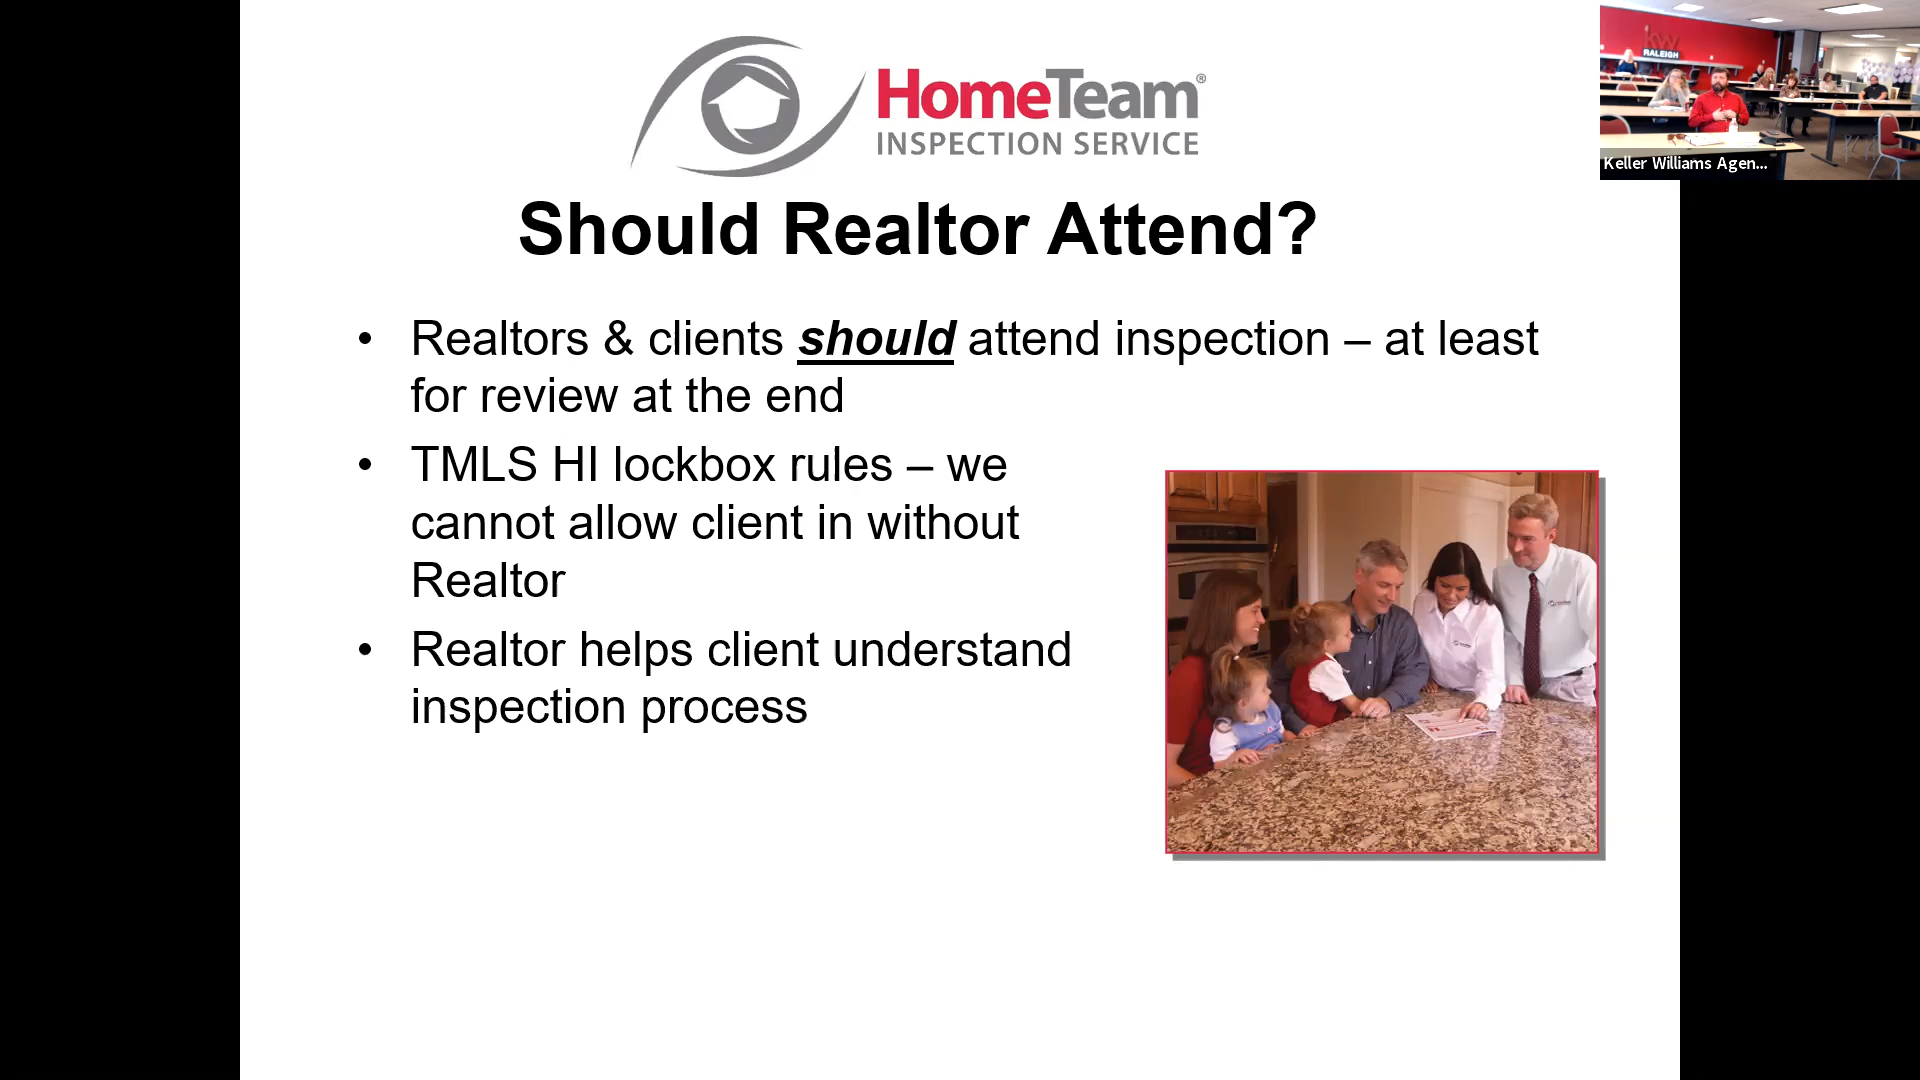 HomeTeam®
INSPECTION SERVICE
kw
RALEIGH
Keller Williams Agen...
Should Realtor Attend?
• Realtors & clients should attend inspection – at least
for review at the end
• TMLS HI lockbox rules – we
cannot allow client in without
Realtor
• Realtor helps client understand
inspection process